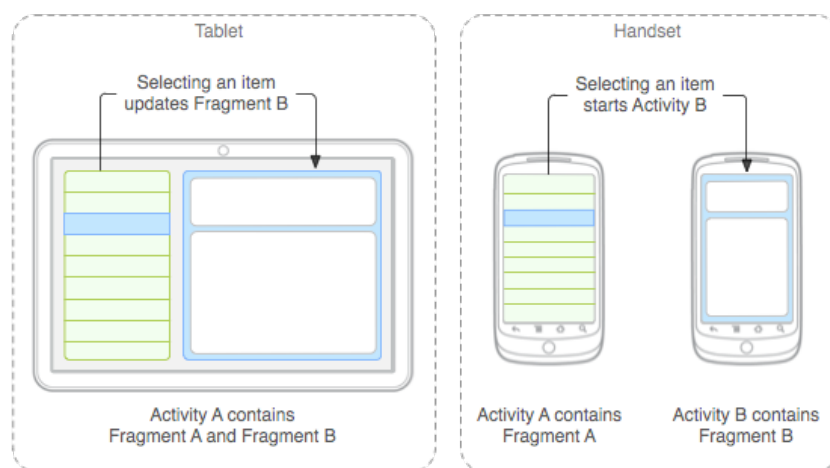 Tablet
Selecting an item
updates Fragment B
Activity A contains
Fragment A and Fragment B
Handset
Selecting an item
starts Activity B
Activity A contains
Fragment A
Activity B contains
Fragment B